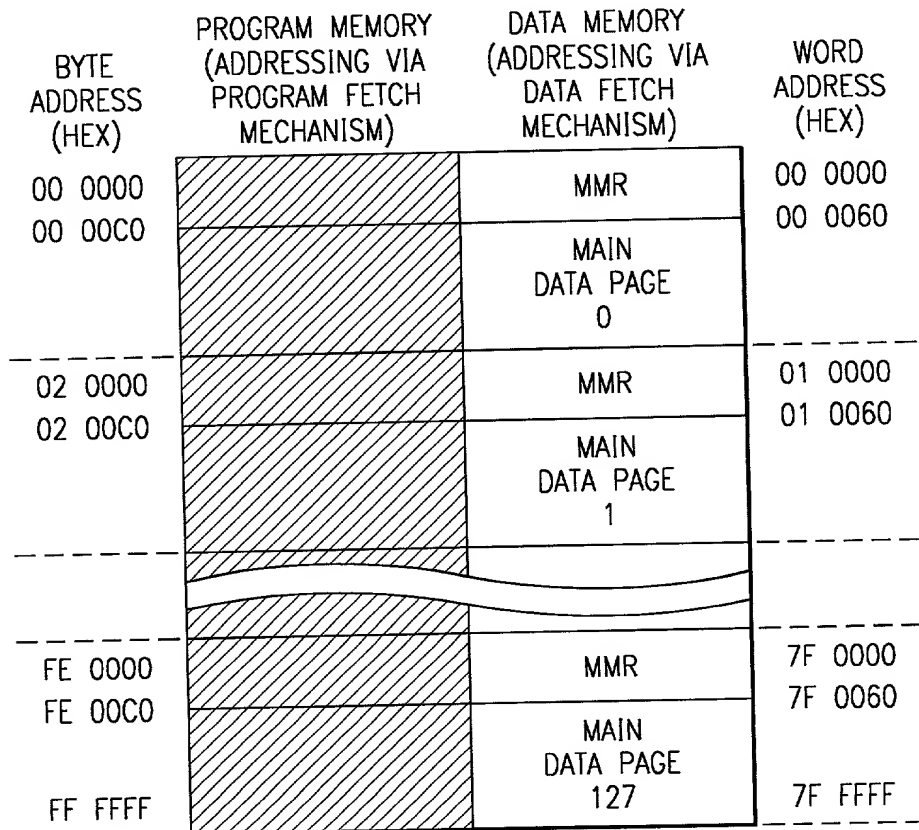 BYTE
ADDRESS
(HEX)
PROGRAM MEMORY
(ADDRESSING VIA
PROGRAM FETCH
MECHANISM)
DATA MEMORY
(ADDRESSING VIA
DATA FETCH
MECHANISM)
WORD
ADDRESS
(HEX)
00 0000
MMR
00 0000
00 00C0
00 0060
MAIN
DATA PAGE
0
02 0000
MMR
01 0000
02 00C0
01 0060
MAIN
DATA PAGE
1
FE 0000
MMR
7F 0000
FE 00C0
7F 0060
MAIN
DATA PAGE
127
FF FFFF
7F FFFF